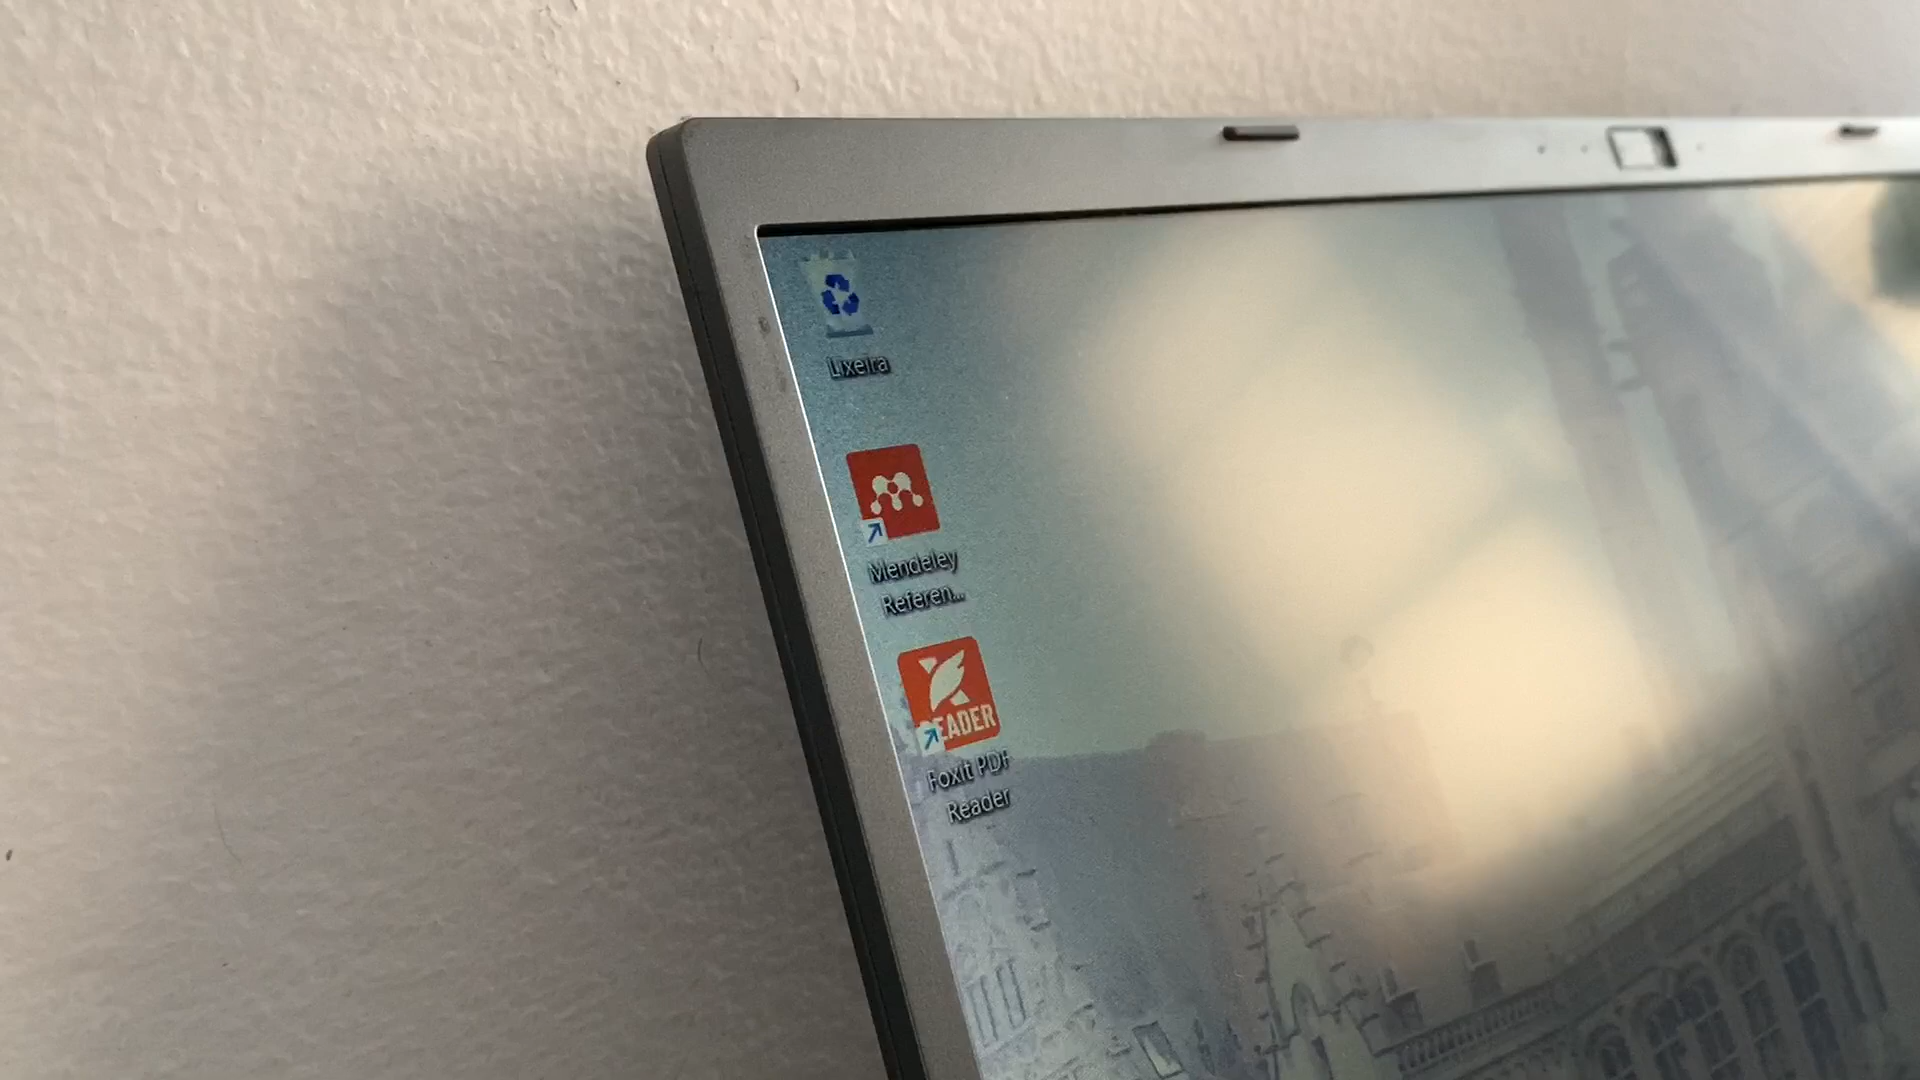 Lixeira
Mendeley
Referen...
READER
Foxit PDF
Reader